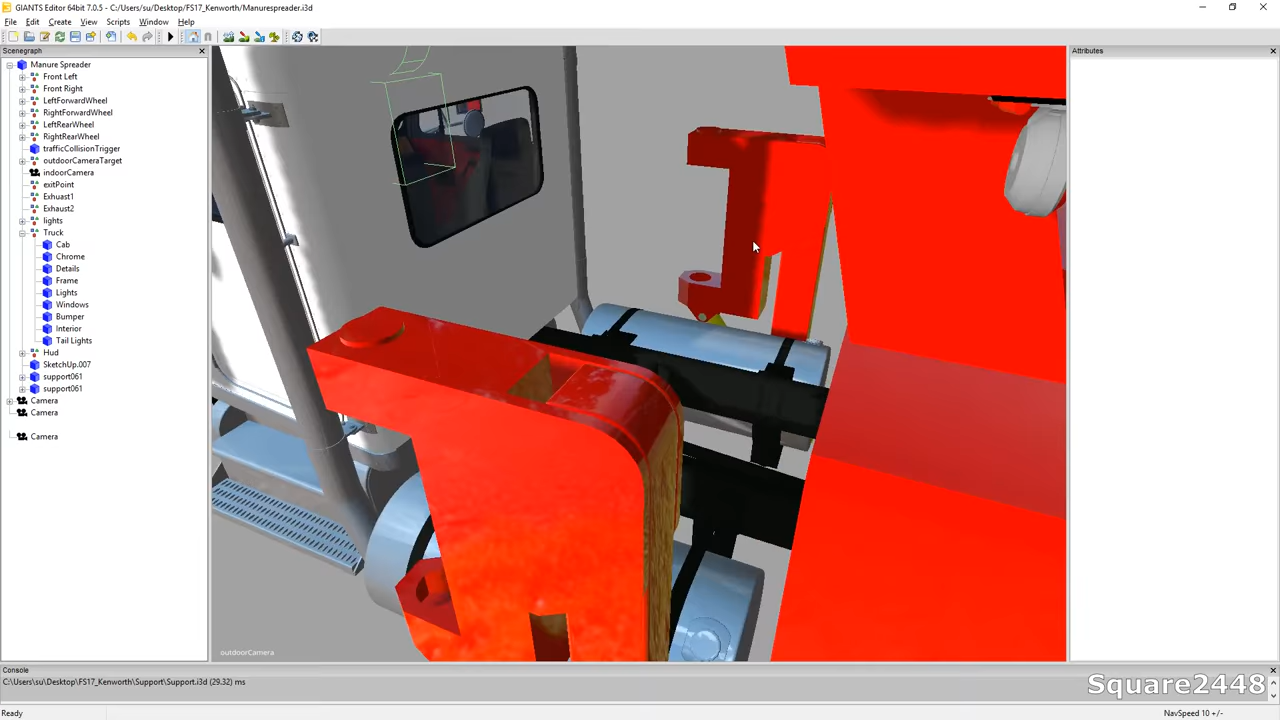 GIANTS Editor 64bit 7.0.5 - C:/Users/su/Desktop/FS17_Kenworth/Manurespreader.i3d
File Edit Create View Scripts Window Help
Scenegraph
Attributes
Manure Spreader
Front Left
Front Right
LeftForwardWheel
RightForwardWheel
LeftRearWheel
RightRearWheel
trafficCollisionTrigger
outdoorCameraTarget
indoorCamera
exitPoint
Exhuast1
Exhaust2
lights
Truck
Cab
Chrome
Details
Frame
Lights
Windows
Bumper
Interior
Tail Lights
Hud
SketchUp.007
support061
support061
Camera
Camera
Camera
outdoorCamera
Console
C:\Users\su\Desktop\FS17_Kenworth\Support\Support.i3d (29.32) ms
Square2448
Ready
NavSpeed 10 +/-